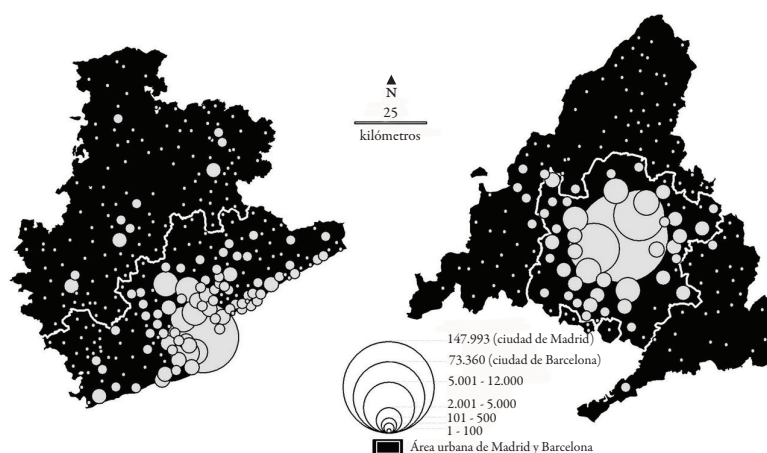 N
25
kilómetros
147.993 (ciudad de Madrid)
73.360 (ciudad de Barcelona)
5.001 - 12.000
2.001 - 5.000
101 - 500
1 - 100
Área urbana de Madrid y Barcelona